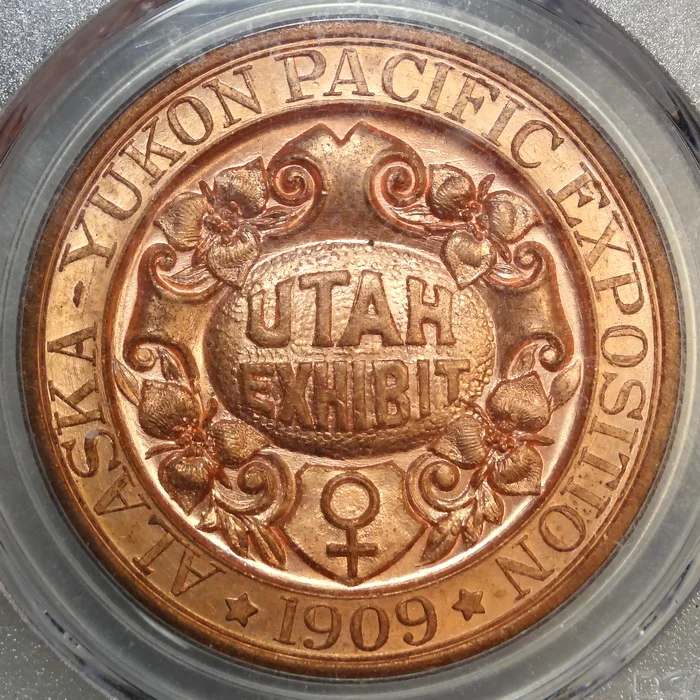 ALASKA-YUKON PACIFIC EXPOSITION
UTAH
EXHIBIT
♀
★ 1909 ★